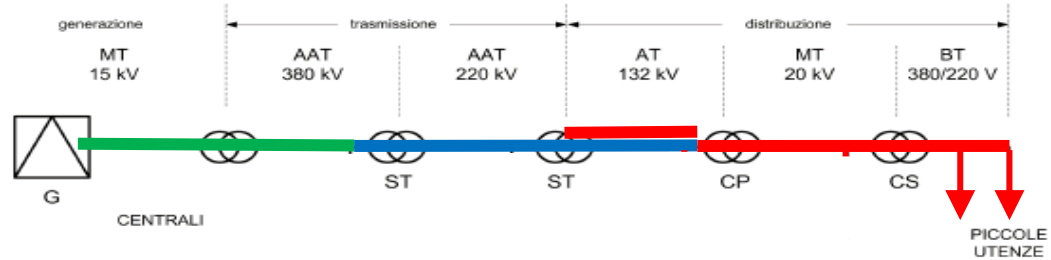 generazione
trasmissione
distribuzione
MT
15 kV
AAT
380 kV
AAT
220 kV
AT
132 kV
MT
20 kV
BT
380/220 V
G
ST
ST
CP
CS
CENTRALI
PICCOLE
UTENZE